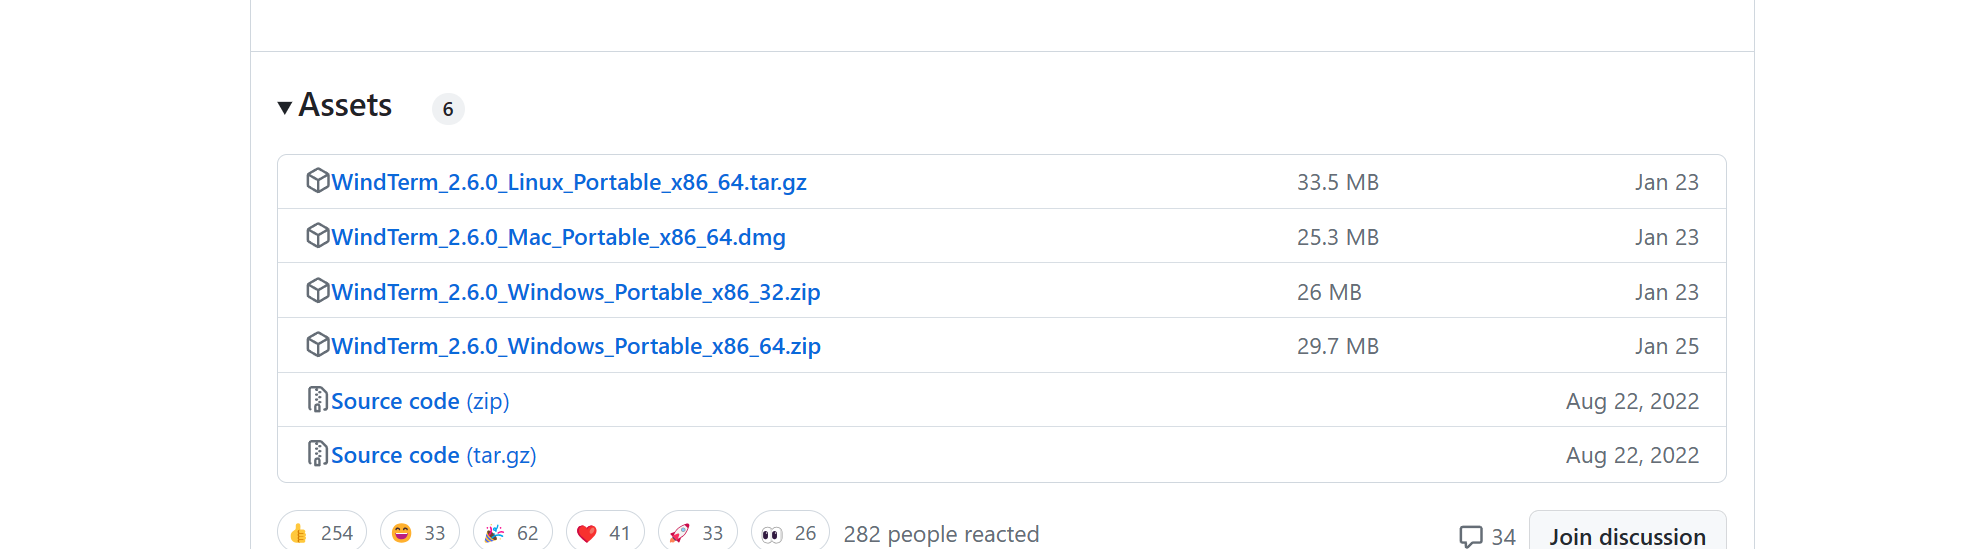 Assets 6
WindTerm_2.6.0_Linux_Portable_x86_64.tar.gz 33.5 MB Jan 23
WindTerm_2.6.0_Mac_Portable_x86_64.dmg 25.3 MB Jan 23
WindTerm_2.6.0_Windows_Portable_x86_32.zip 26 MB Jan 23
WindTerm_2.6.0_Windows_Portable_x86_64.zip 29.7 MB Jan 25
Source code (zip) Aug 22, 2022
Source code (tar.gz) Aug 22, 2022
👍 254 😄 33 🎉 62 ❤️ 41 🚀 33 👀 26 282 people reacted 34 Join discussion